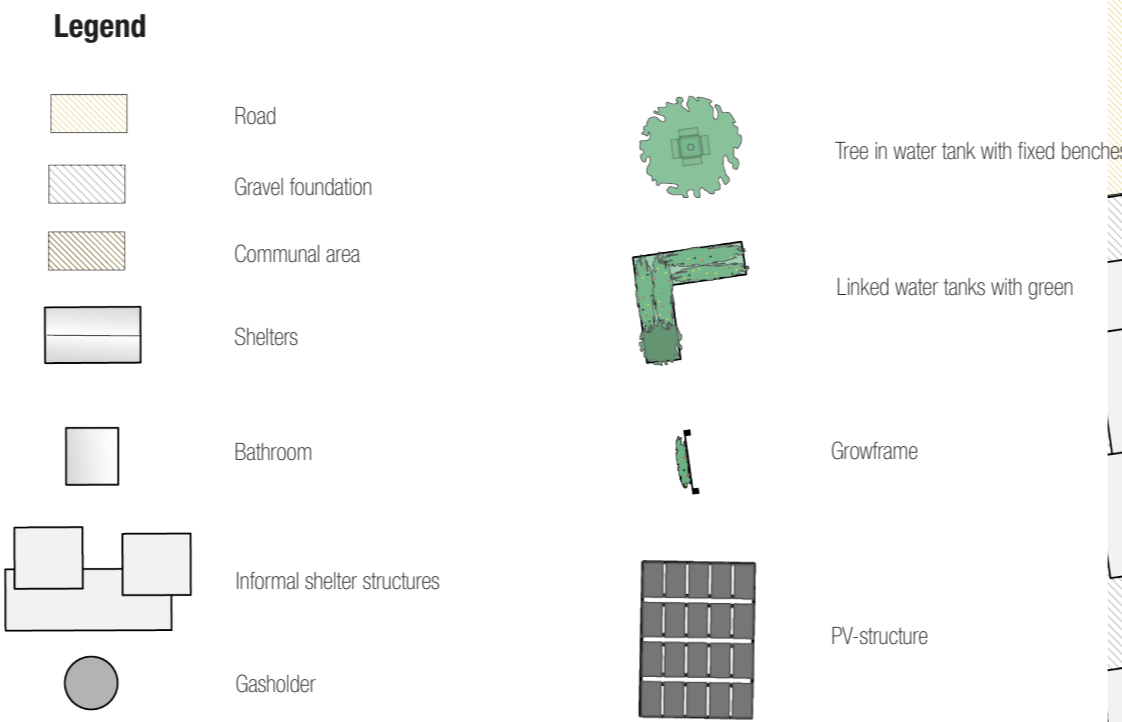 Legend
Road
Gravel foundation
Communal area
Shelters
Bathroom
Informal shelter structures
Gasholder
Tree in water tank with fixed benches
Linked water tanks with green
Growframe
PV-structure